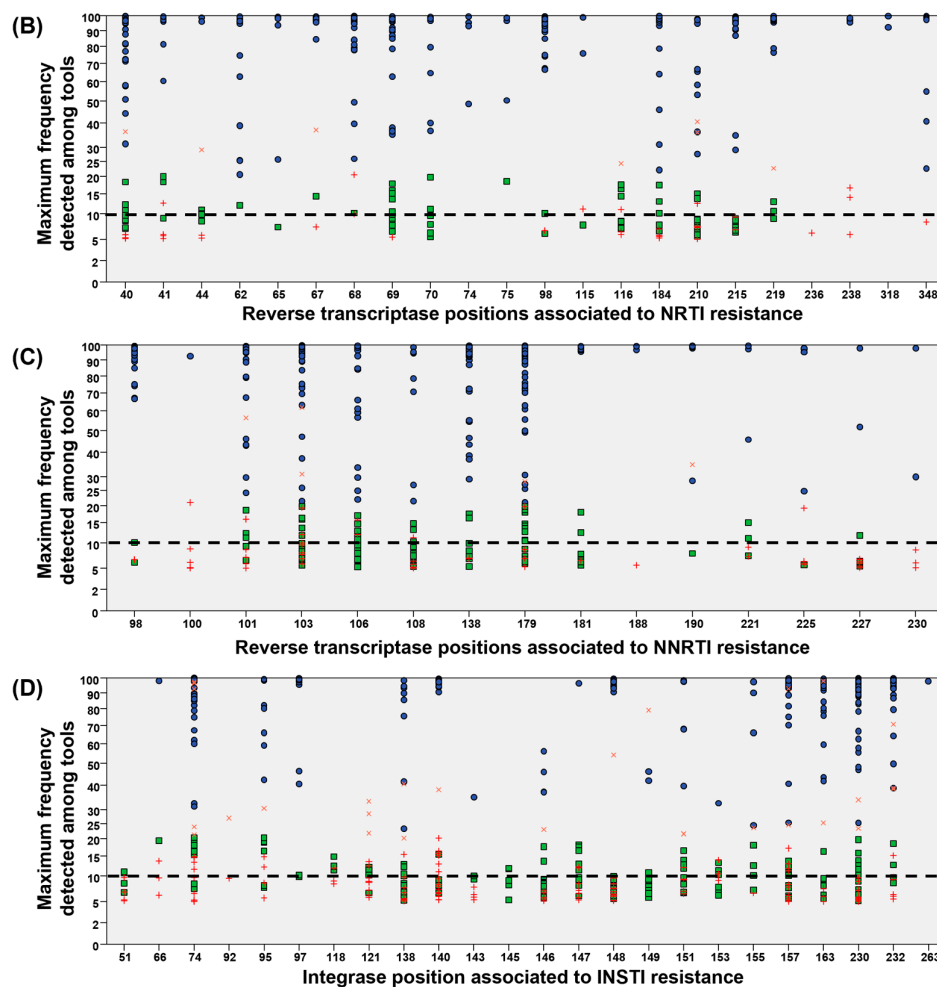 (B)
Maximum frequency
detected among tools
100
90
80
70
60
50
40
30
25
20
15
10
5
2
0
40 41 44 62 65 67 68 69 70 74 75 98 115 116 184 210 215 219 236 238 318 348
Reverse transcriptase positions associated to NRTI resistance
(C)
Maximum frequency
detected among tools
100
90
80
70
60
50
30
25
20
15
10
5
2
0
98 100 101 103 106 108 138 179 181 188 190 221 225 227 230
Reverse transcriptase positions associated to NNRTI resistance
(D)
Maximum frequency
detected among tools
100
90
80
70
60
50
40
30
25
20
15
10
5
2
0
51 66 74 92 95 97 118 121 138 140 143 145 146 147 148 149 151 153 155 157 163 230 232 263
Integrase position associated to INSTI resistance